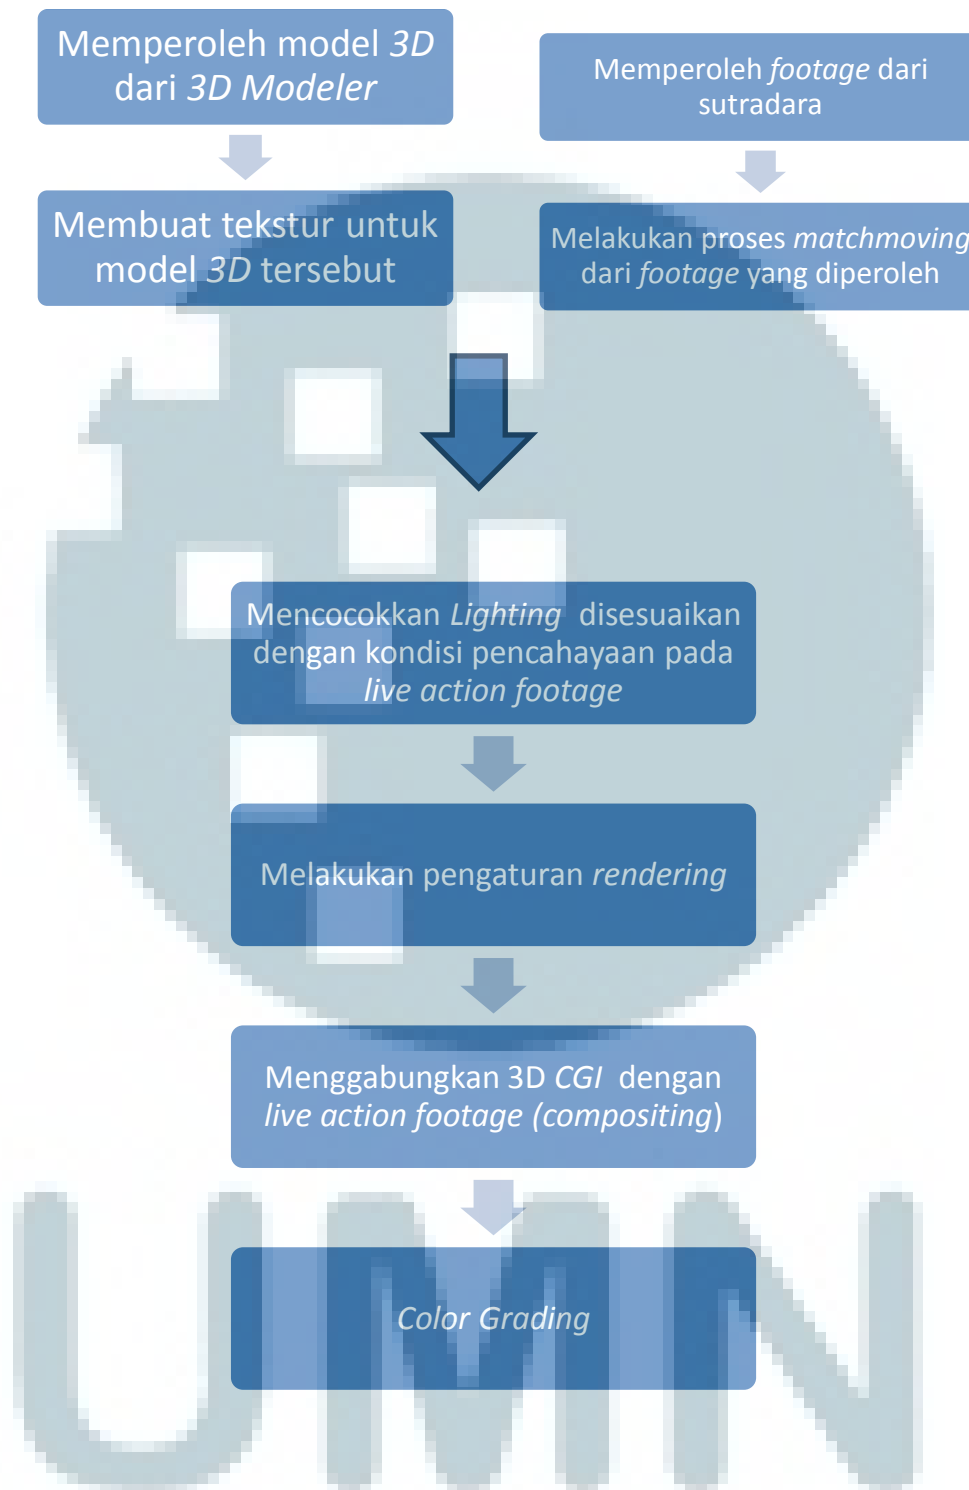 Memperoleh model 3D
dari 3D Modeler
Memperoleh footage dari
sutradara
Membuat tekstur untuk
model 3D tersebut
Melakukan proses matchmoving
dari footage yang diperoleh
Mencocokkan Lighting disesuaikan
dengan kondisi pencahayaan pada
live action footage
Melakukan pengaturan rendering
Menggabungkan 3D CGI dengan
live action footage (compositing)
Color Grading
UMN